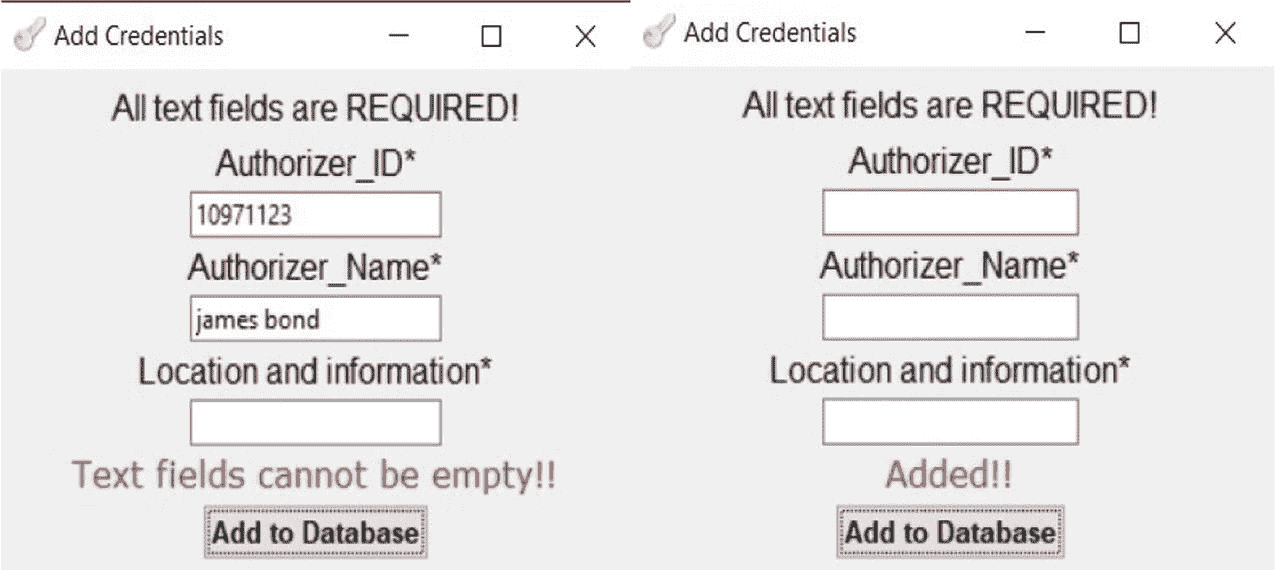 Add Credentials
All text fields are REQUIRED!
Authorizer_ID*
10971123
Authorizer_Name*
james bond
Location and information*
Text fields cannot be empty!!
Add to Database
Add Credentials
All text fields are REQUIRED!
Authorizer_ID*
Authorizer_Name*
Location and information*
Added!!
Add to Database